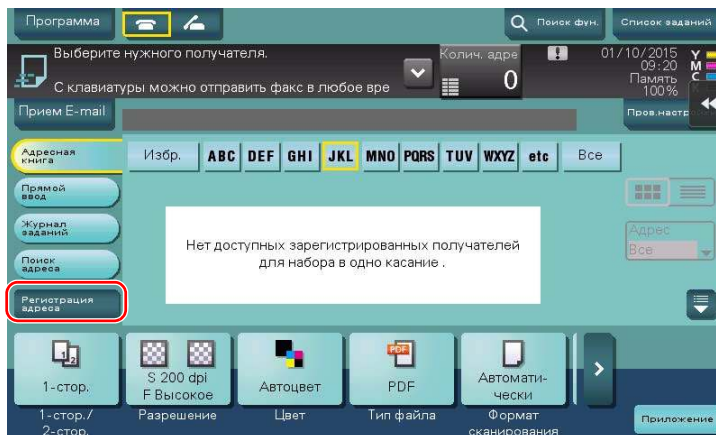 Программа
Поиск фун.
Список заданий
Выберите нужного получателя.
С клавиатуры можно отправить факс в любое вре
Колич. адре
0
01/10/2015
09:20
Память
100%
Y
M
C
K
Прием E-mail
Пров.настр
Адресная
книга
Избр.
ABC
DEF
GHI
JKL
MNO
PQRS
TUV
WXYZ
etc
Все
Прямой
ввод
Журнал
заданий
Поиск
адреса
Регистрация
адреса
Нет доступных зарегистрированных получателей
для набора в одно касание .
Адрес
Все
1-стор.
S 200 dpi
F Высокое
Автоцвет
PDF
Автомати-
чески
1-стор./
2-стор.
Разрешение
Цвет
Тип файла
Формат
сканирования
Приложение